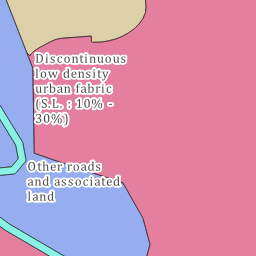 Discontinuous
low density
urban fabric
(S.L. : 10% -
30%)
Other roads
and associated
land